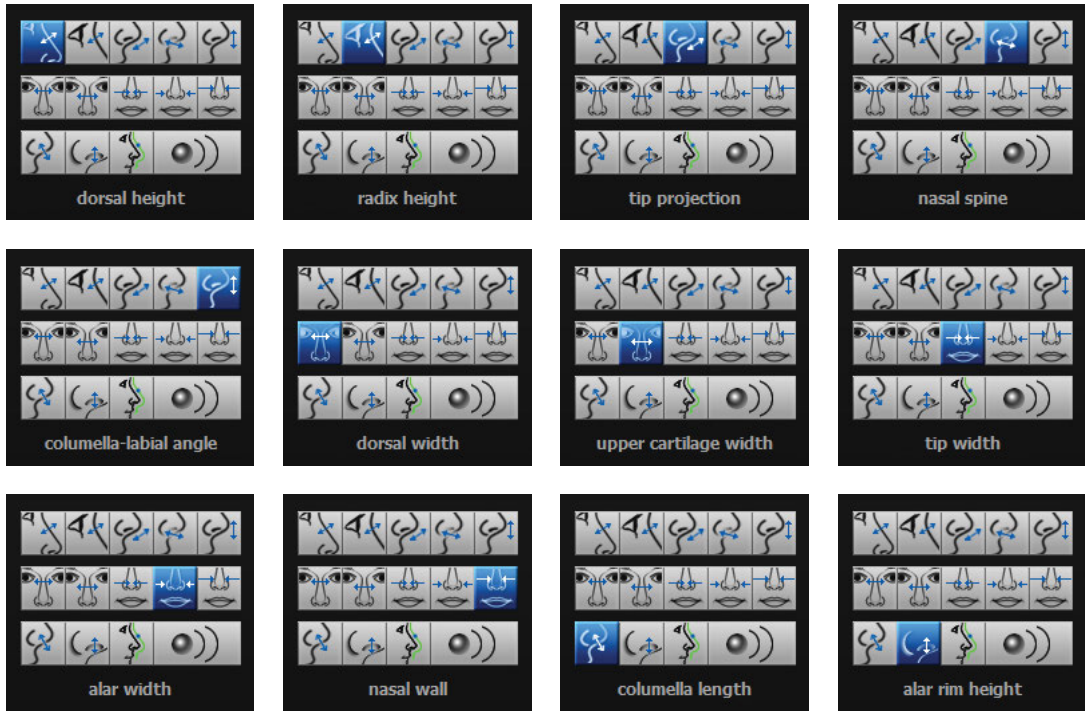 dorsal height
radix height
tip projection
nasal spine
columella-labial angle
dorsal width
upper cartilage width
tip width
alar width
nasal wall
columella length
alar rim height